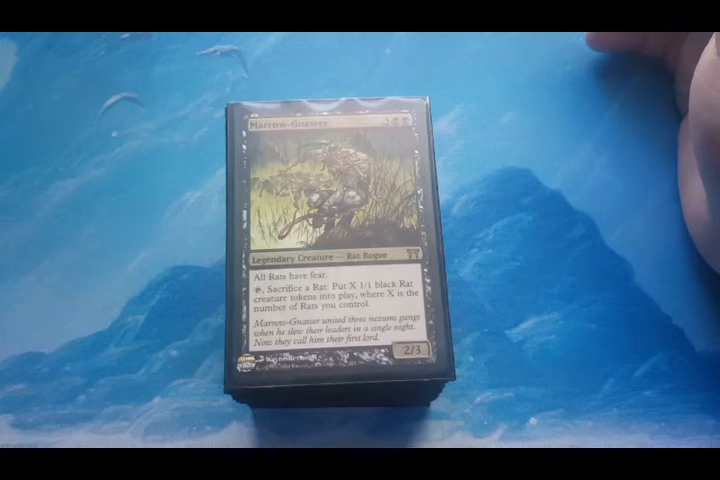 Marrow-Gnawer 3
Legendary Creature — Rat Rogue
All Rats have fear.
, Sacrifice a Rat: Put X 1/1 black Rat
creature tokens into play, where X is the
number of Rats you control.
Marrow-Gnawer united three nezumi gangs
when he slew their leaders in a single night.
Now they call him their first lord.
2/3